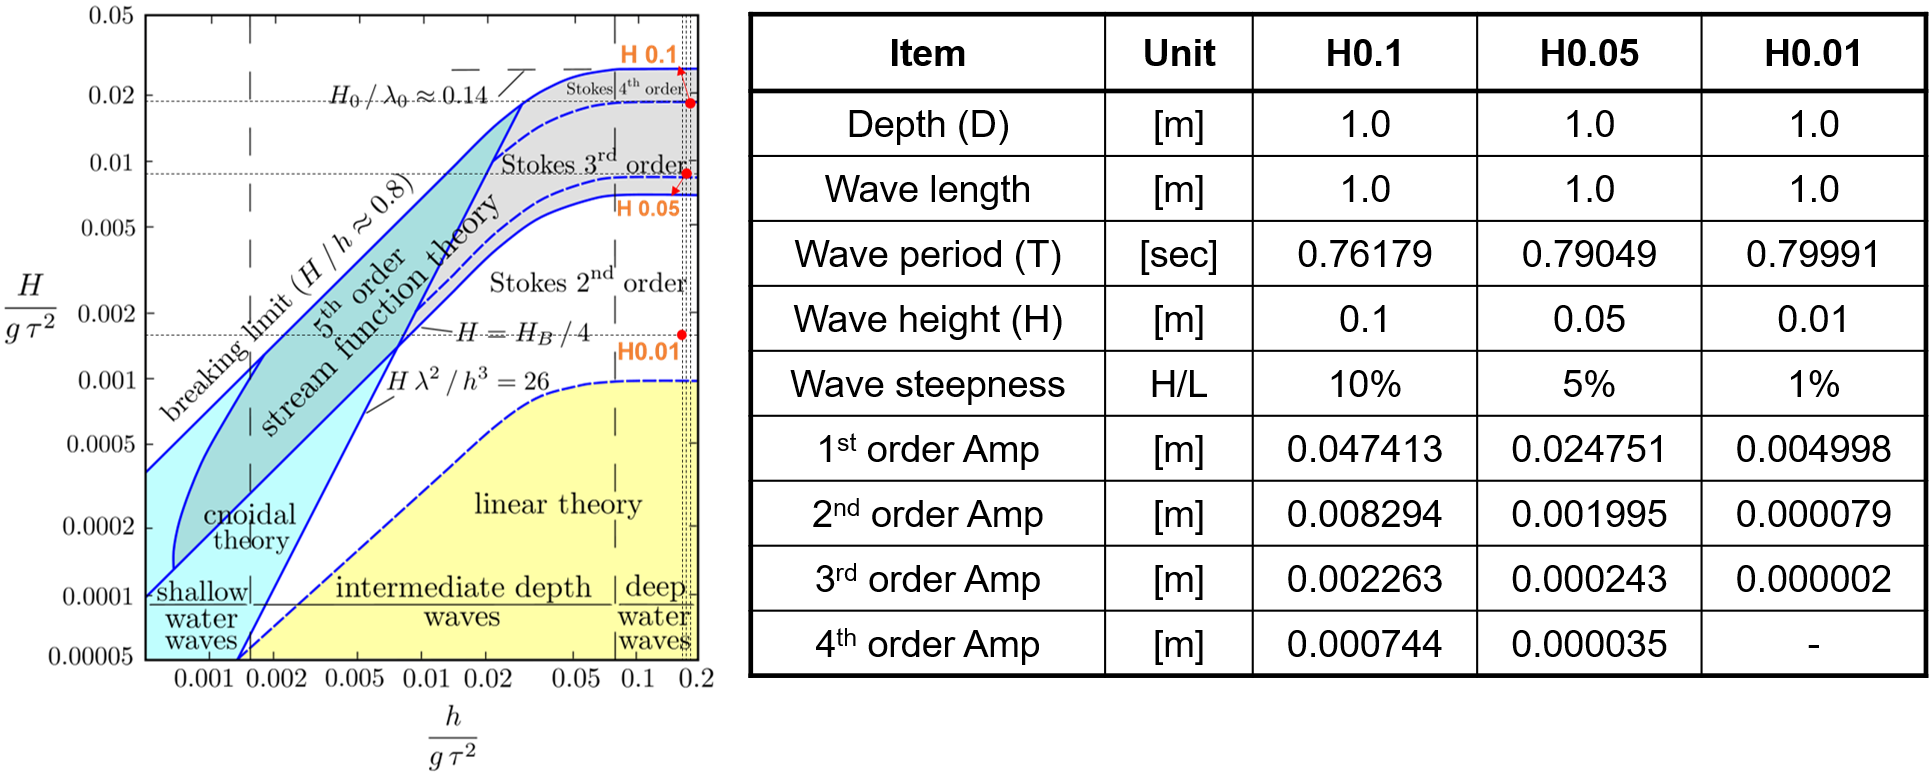 0.05
0.02
0.01
0.005
0.002
0.001
0.0005
0.0002
0.0001
0.00005
H / g τ²
H 0.1
H₀ / λ₀ ≈ 0.14
Stokes 4th order
Stokes 3rd order
H 0.05
breaking limit (H / h ≈ 0.8)
5th order
stream function theory
Stokes 2nd order
H = H_B / 4
H0.01
H λ² / h³ = 26
linear theory
cnoidal
theory
shallow
water
waves
intermediate depth
waves
deep
water
waves
0.001 0.002 0.005 0.01 0.02 0.05 0.1 0.2
h / g τ²
Item Unit H0.1 H0.05 H0.01
Depth (D) [m] 1.0 1.0 1.0
Wave length [m] 1.0 1.0 1.0
Wave period (T) [sec] 0.76179 0.79049 0.79991
Wave height (H) [m] 0.1 0.05 0.01
Wave steepness H/L 10% 5% 1%
1st order Amp [m] 0.047413 0.024751 0.004998
2nd order Amp [m] 0.008294 0.001995 0.000079
3rd order Amp [m] 0.002263 0.000243 0.000002
4th order Amp [m] 0.000744 0.000035 -